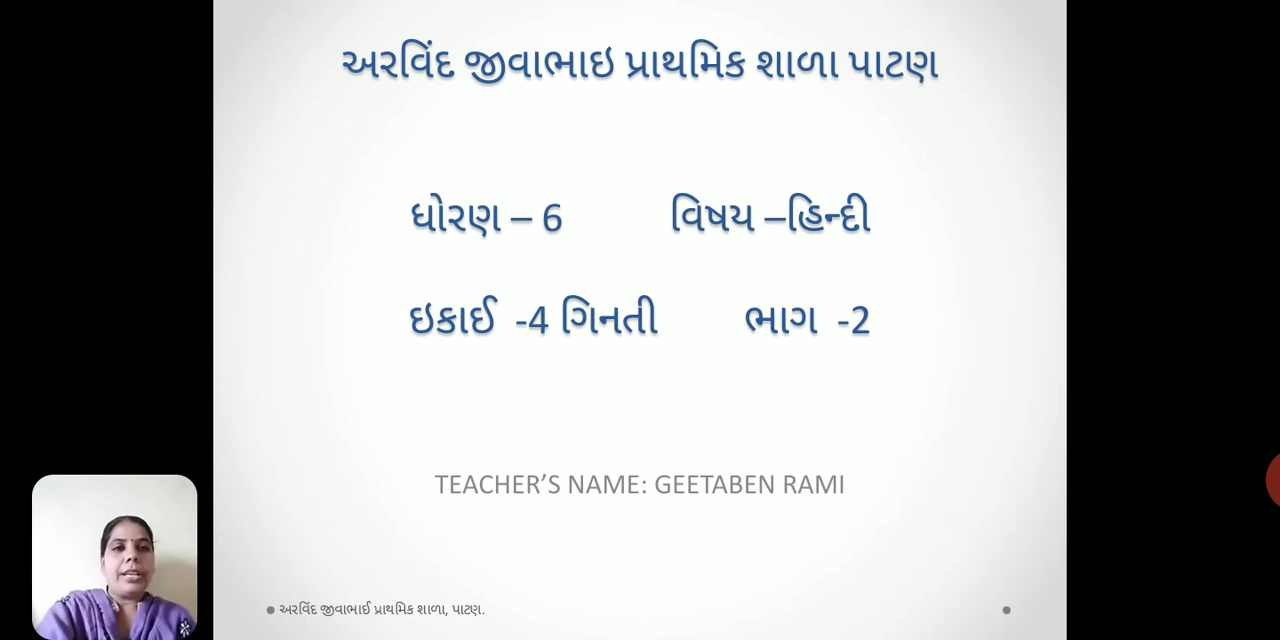 અરવિંદ જીવાભાઇ પ્રાથમિક શાળા પાટણ
ધોરણ – 6 વિષય –હિન્દી
ઇકાઈ -4 ગિનતી ભાગ -2
TEACHER’S NAME: GEETABEN RAMI
અરવિંદ જીવાભાઈ પ્રાથમિક શાળા, પાટણ.